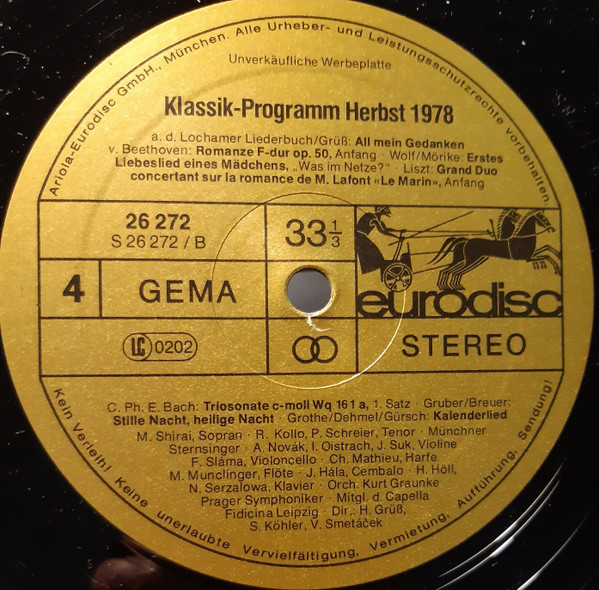 Ariola-Eurodisc GmbH., München. Alle Urheber- und Leistungsschutzrechte vorbehalten.
Unverkäufliche Werbeplatte
Klassik-Programm Herbst 1978
a. d. Lochamer Liederbuch/Grüß: All mein Gedanken
v. Beethoven: Romanze F-dur op. 50, Anfang · Wolf/Mörike: Erstes
Liebeslied eines Mädchens, „Was im Netze?" · Liszt: Grand Duo
concertant sur la romance de M. Lafont «Le Marin», Anfang
26 272
S 26 272 / B
33 1/3
4
GEMA
eurodisc
LC 0202
STEREO
C. Ph. E. Bach: Triosonate c-moll Wq 161 a, 1. Satz · Gruber/Breuer:
Stille Nacht, heilige Nacht · Grothe/Dehmel/Gürsch: Kalenderlied
M. Shirai, Sopran · R. Kollo, P. Schreier, Tenor · Münchner
Sternsinger · A. Novák, I. Oistrach, J. Suk, Violine
F. Sláma, Violoncello · Ch. Mathieu, Harfe
M. Munclinger, Flöte · J. Hála, Cembalo · H. Höll,
N. Serzalowa, Klavier · Orch. Kurt Graunke
Prager Symphoniker · Mitgl. d. Capella
Fidicina Leipzig · Dir.: H. Grüß,
S. Köhler, V. Smetáček
Kein Verleih! Keine unerlaubte Vervielfältigung, Vermietung, Aufführung, Sendung!